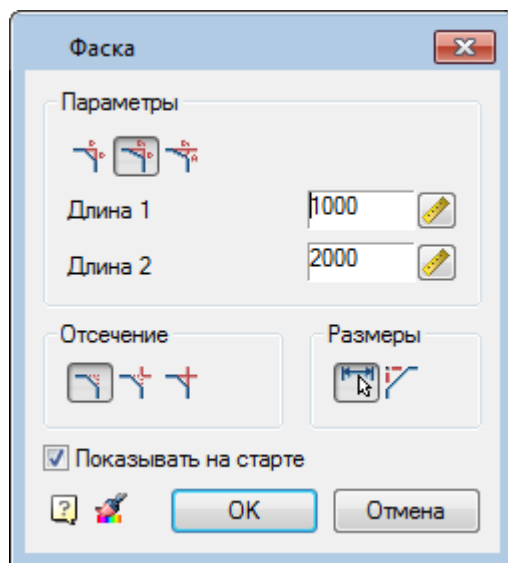 Фаска
Параметры
Длина 1 1000
Длина 2 2000
Отсечение Размеры
Показывать на старте
OK Отмена